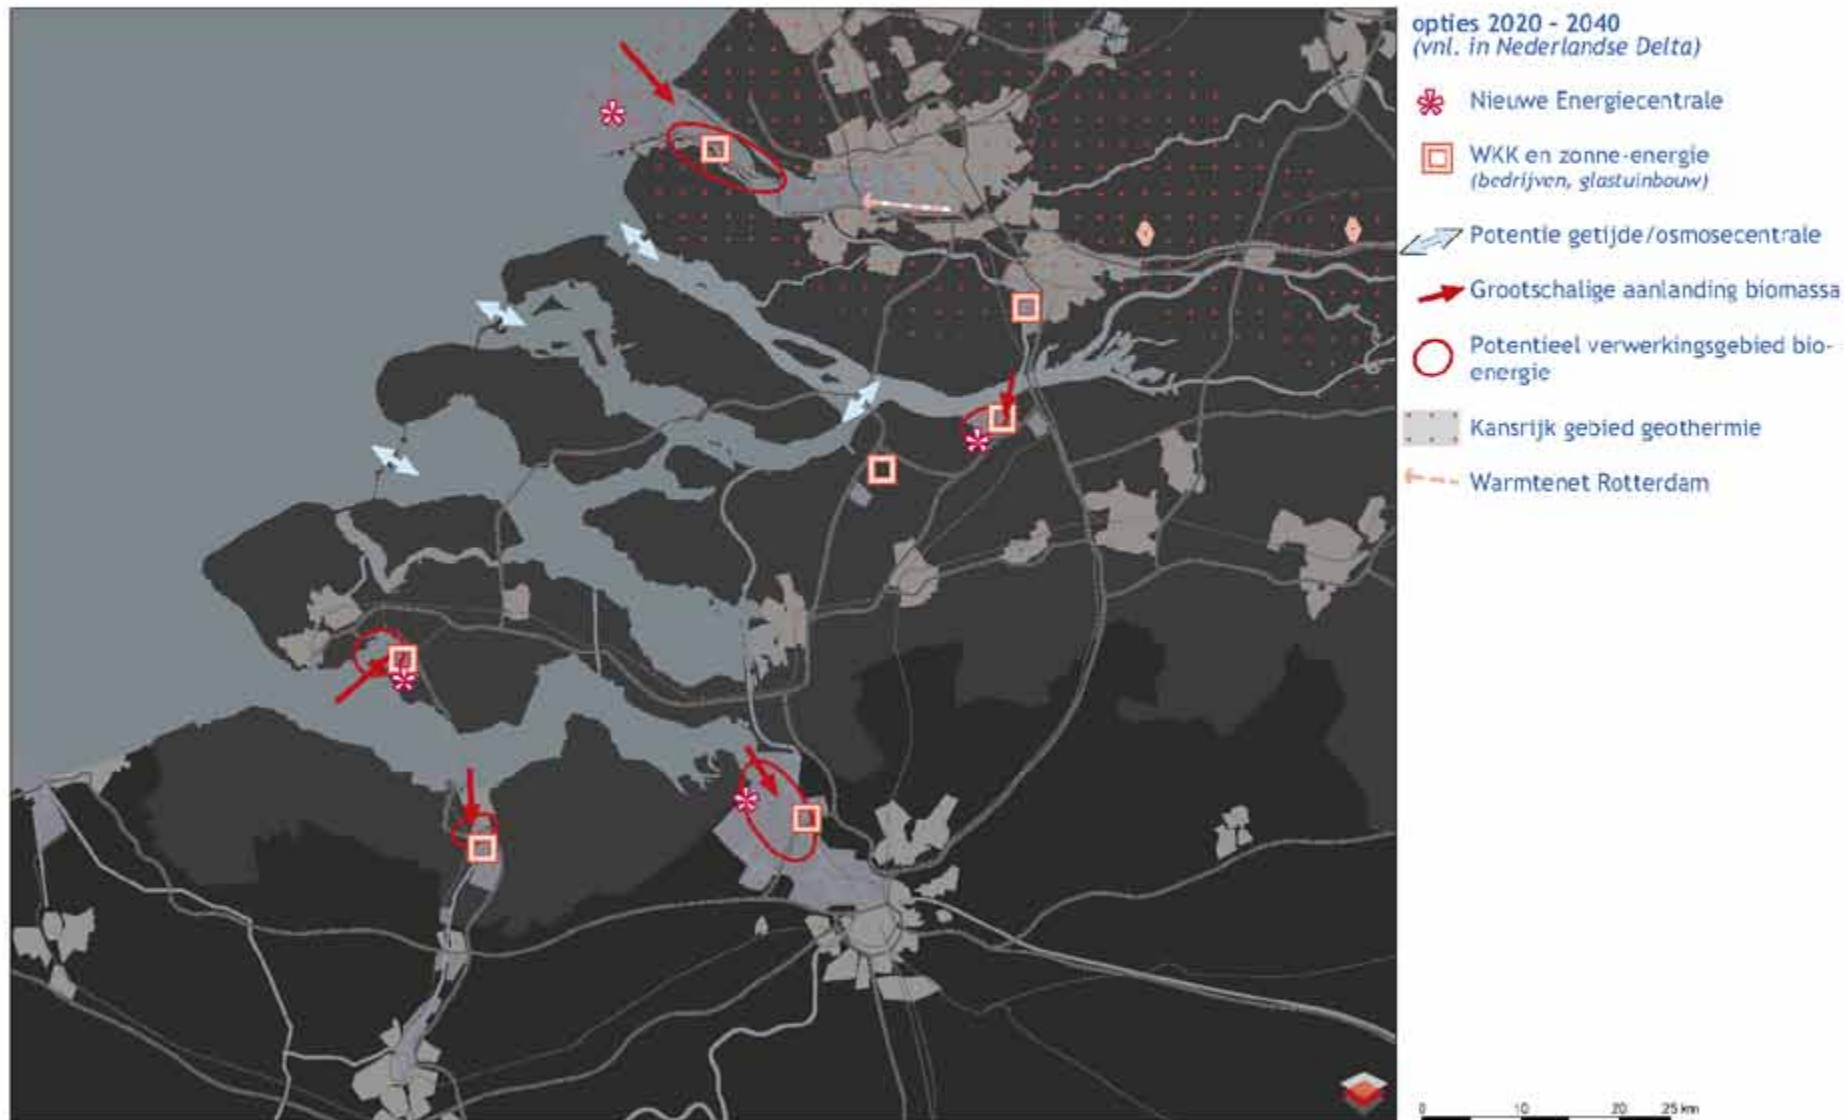 opties 2020 - 2040
(vnl. in Nederlandse Delta)
Nieuwe Energiecentrale
WKK en zonne-energie
(bedrijven, glastuinbouw)
Potentie getijde/osmosecentrale
Grootschalige aanlanding biomassa
Potentieel verwerkingsgebied bio-
energie
Kansrijk gebied geothermie
Warmtenet Rotterdam
0 10 20 25 km